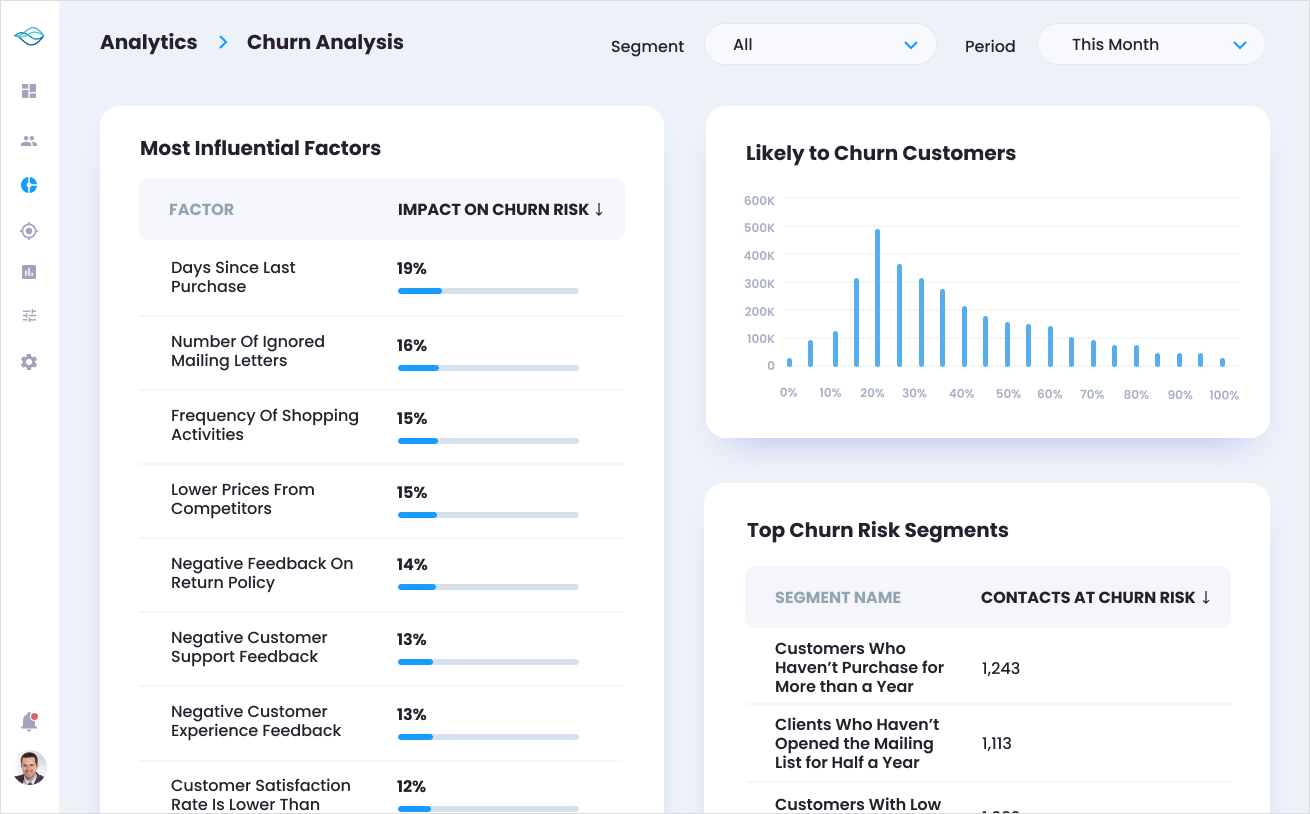 Analytics > Churn Analysis
Segment
All
Period
This Month
Most Influential Factors
FACTOR
IMPACT ON CHURN RISK ↓
Days Since Last
Purchase
19%
Number Of Ignored
Mailing Letters
16%
Frequency Of Shopping
Activities
15%
Lower Prices From
Competitors
15%
Negative Feedback On
Return Policy
14%
Negative Customer
Support Feedback
13%
Negative Customer
Experience Feedback
13%
Customer Satisfaction
Rate Is Lower Than
12%
Likely to Churn Customers
600K
500K
400K
300K
200K
100K
0
0% 10% 20% 30% 40% 50% 60% 70% 80% 90% 100%
Top Churn Risk Segments
SEGMENT NAME
CONTACTS AT CHURN RISK ↓
Customers Who
Haven’t Purchase for
More than a Year
1,243
Clients Who Haven’t
Opened the Mailing
List for Half a Year
1,113
Customers With Low